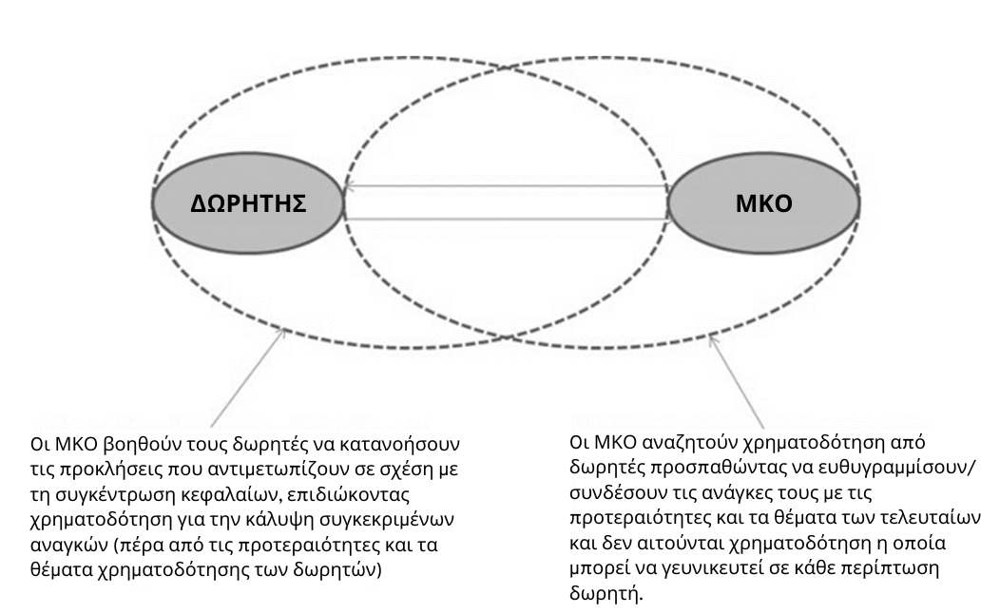 ΔΩΡΗΤΗΣ
ΜΚΟ
Οι ΜΚΟ βοηθούν τους δωρητές να κατανοήσουν
τις προκλήσεις που αντιμετωπίζουν σε σχέση με
τη συγκέντρωση κεφαλαίων, επιδιώκοντας
χρηματοδότηση για την κάλυψη συγκεκριμένων
αναγκών (πέρα από τις προτεραιότητες και τα
θέματα χρηματοδότησης των δωρητών)
Οι ΜΚΟ αναζητούν χρηματοδότηση από
δωρητές προσπαθώντας να ευθυγραμμίσουν/
συνδέσουν τις ανάγκες τους με τις
προτεραιότητες και τα θέματα των τελευταίων
και δεν αιτούνται χρηματοδότηση η οποία
μπορεί να γευνικευτεί σε κάθε περίπτωση
δωρητή.